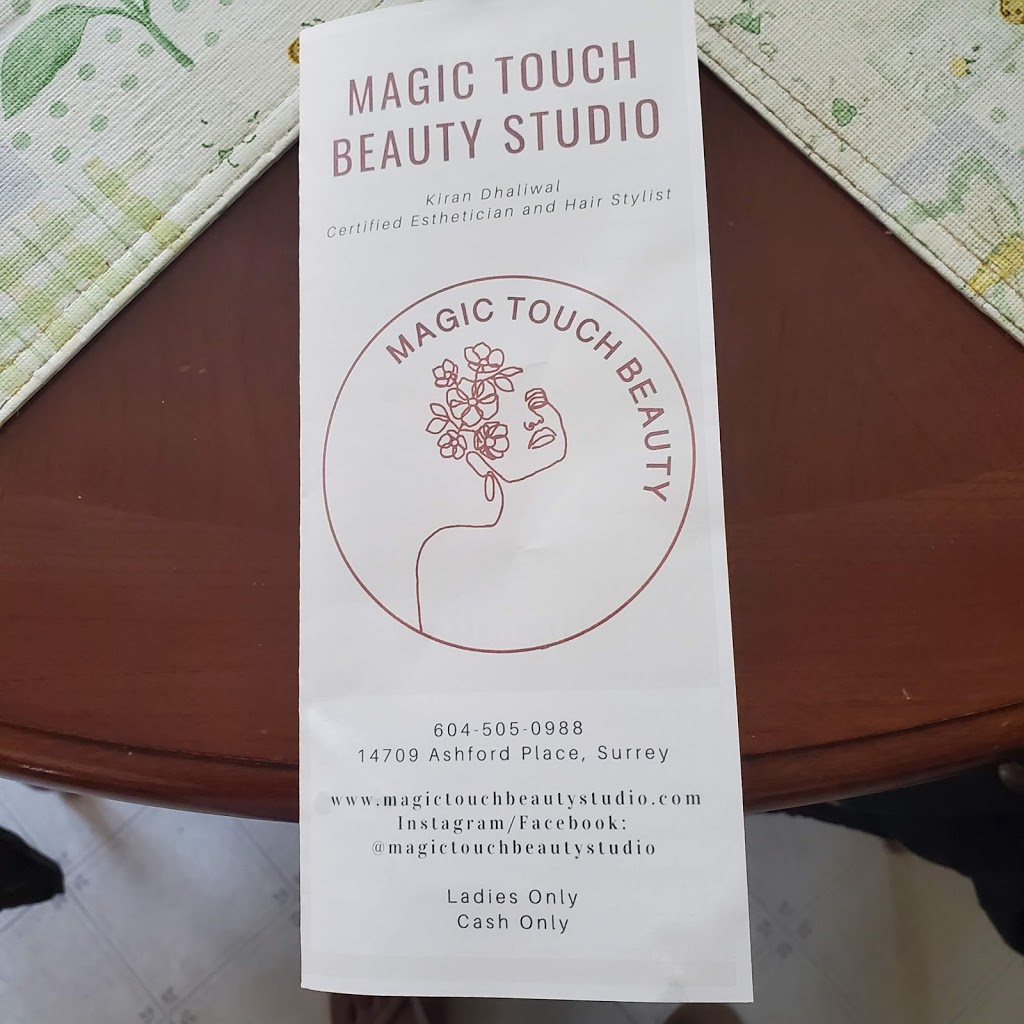 MAGIC TOUCH
BEAUTY STUDIO
Kiran Dhaliwal
Certified Esthetician and Hair Stylist
MAGIC TOUCH BEAUTY
604-505-0988
14709 Ashford Place, Surrey
www.magictouchbeautystudio.com
Instagram/Facebook:
@magictouchbeautystudio
Ladies Only
Cash Only